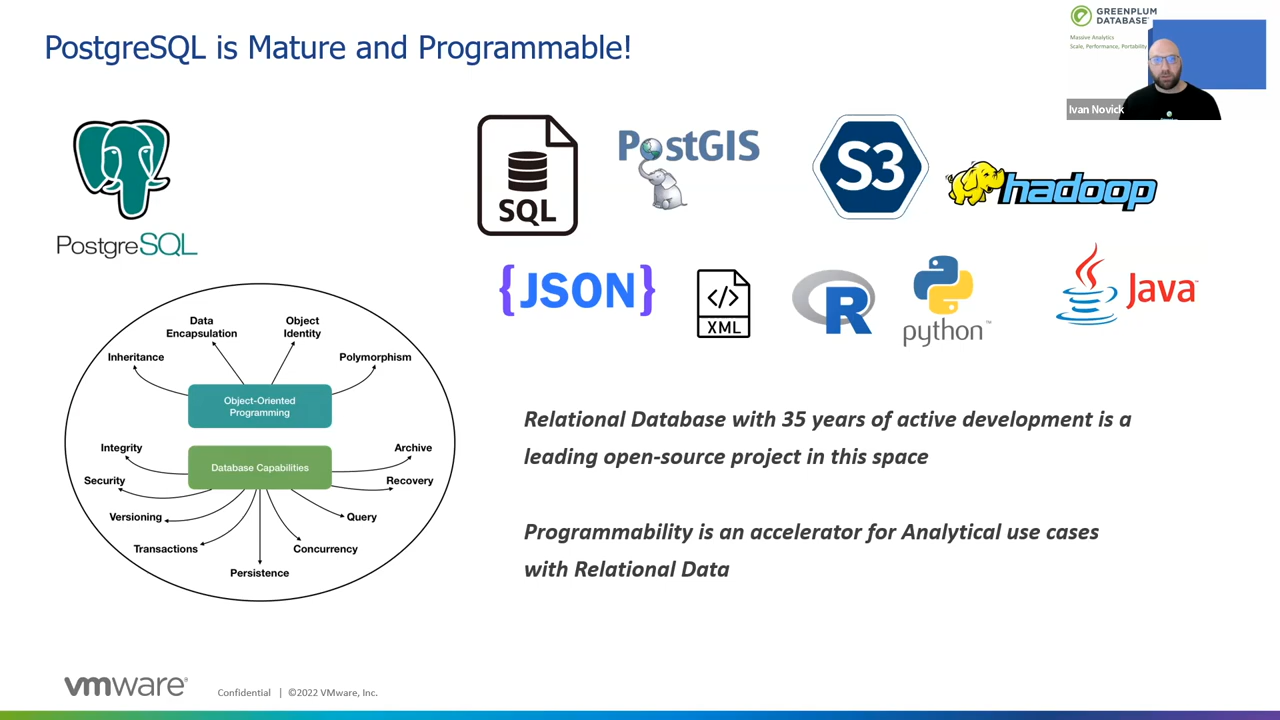 PostgreSQL is Mature and Programmable!
GREENPLUM
DATABASE
Massive Analytics
Scale, Performance, Portability
Ivan Novick
PostgreSQL
SQL
PostGIS
S3
hadoop
{JSON}
</>
XML
R
python™
Java™
Data
Encapsulation
Object
Identity
Inheritance
Polymorphism
Object-Oriented
Programming
Integrity
Archive
Database Capabilities
Security
Recovery
Versioning
Query
Transactions
Concurrency
Persistence
Relational Database with 35 years of active development is a
leading open-source project in this space
Programmability is an accelerator for Analytical use cases
with Relational Data
vmware®
Confidential | ©2022 VMware, Inc.